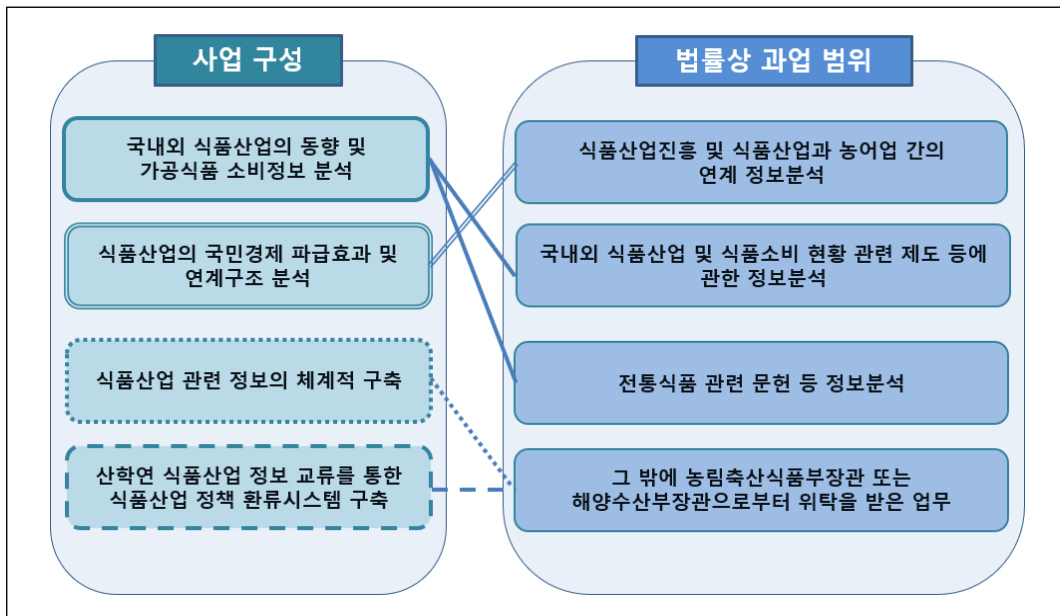 사업 구성
국내외 식품산업의 동향 및
가공식품 소비정보 분석
식품산업의 국민경제 파급효과 및
연계구조 분석
식품산업 관련 정보의 체계적 구축
산학연 식품산업 정보 교류를 통한
식품산업 정책 환류시스템 구축
법률상 과업 범위
식품산업진흥 및 식품산업과 농어업 간의
연계 정보분석
국내외 식품산업 및 식품소비 현황 관련 제도 등에
관한 정보분석
전통식품 관련 문헌 등 정보분석
그 밖에 농림축산식품부장관 또는
해양수산부장관으로부터 위탁을 받은 업무